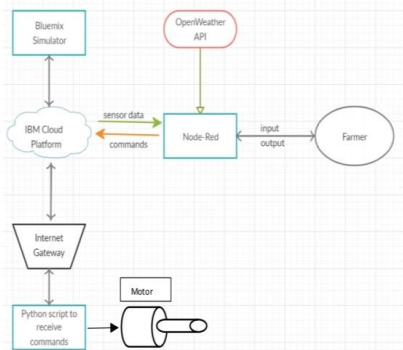 Bluemix
Simulator
OpenWeather
API
IBM Cloud
Platform
sensor data
commands
Node-Red
input
output
Farmer
Internet
Gateway
Motor
Python script to
receive
commands